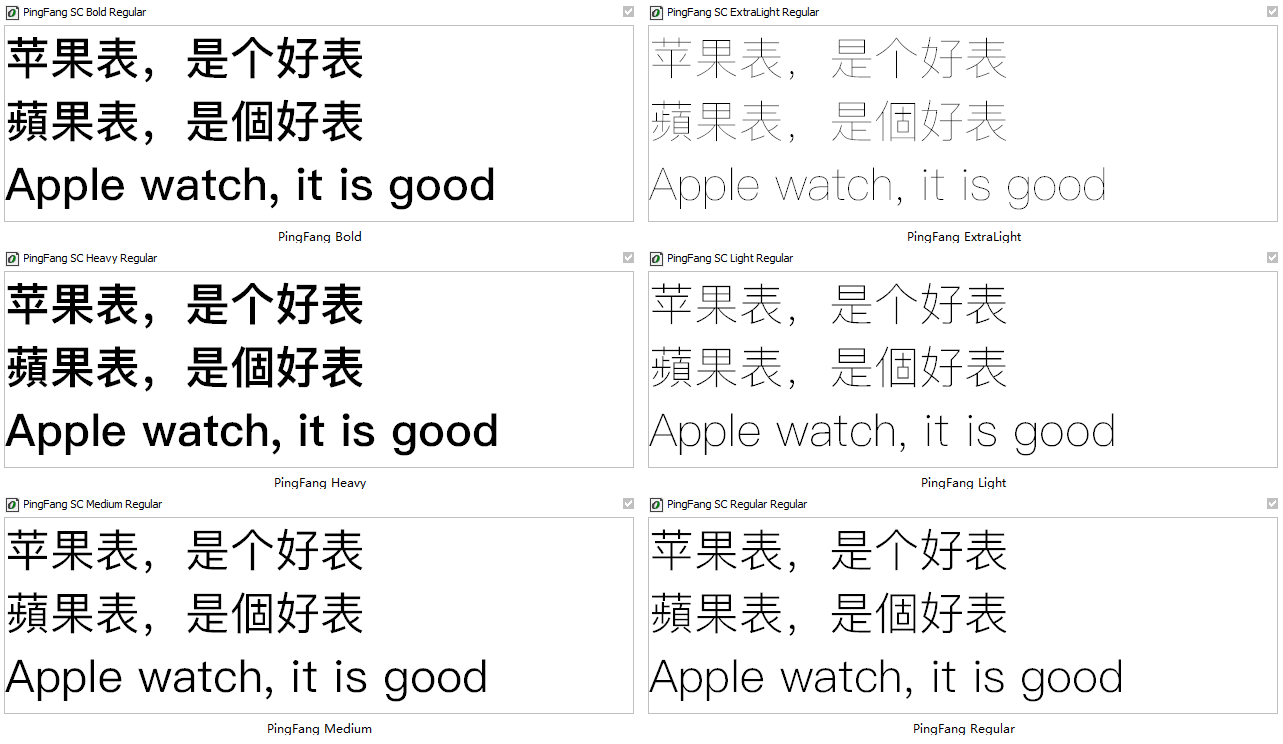 PingFang SC Bold Regular
苹果表，是个好表
蘋果表，是個好表
Apple watch, it is good
PingFang Bold
PingFang SC ExtraLight Regular
苹果表，是个好表
蘋果表，是個好表
Apple watch, it is good
PingFang ExtraLight
PingFang SC Heavy Regular
苹果表，是个好表
蘋果表，是個好表
Apple watch, it is good
PingFang Heavy
PingFang SC Light Regular
苹果表，是个好表
蘋果表，是個好表
Apple watch, it is good
PingFang Light
PingFang SC Medium Regular
苹果表，是个好表
蘋果表，是個好表
Apple watch, it is good
PingFang Medium
PingFang SC Regular Regular
苹果表，是个好表
蘋果表，是個好表
Apple watch, it is good
PingFang Regular